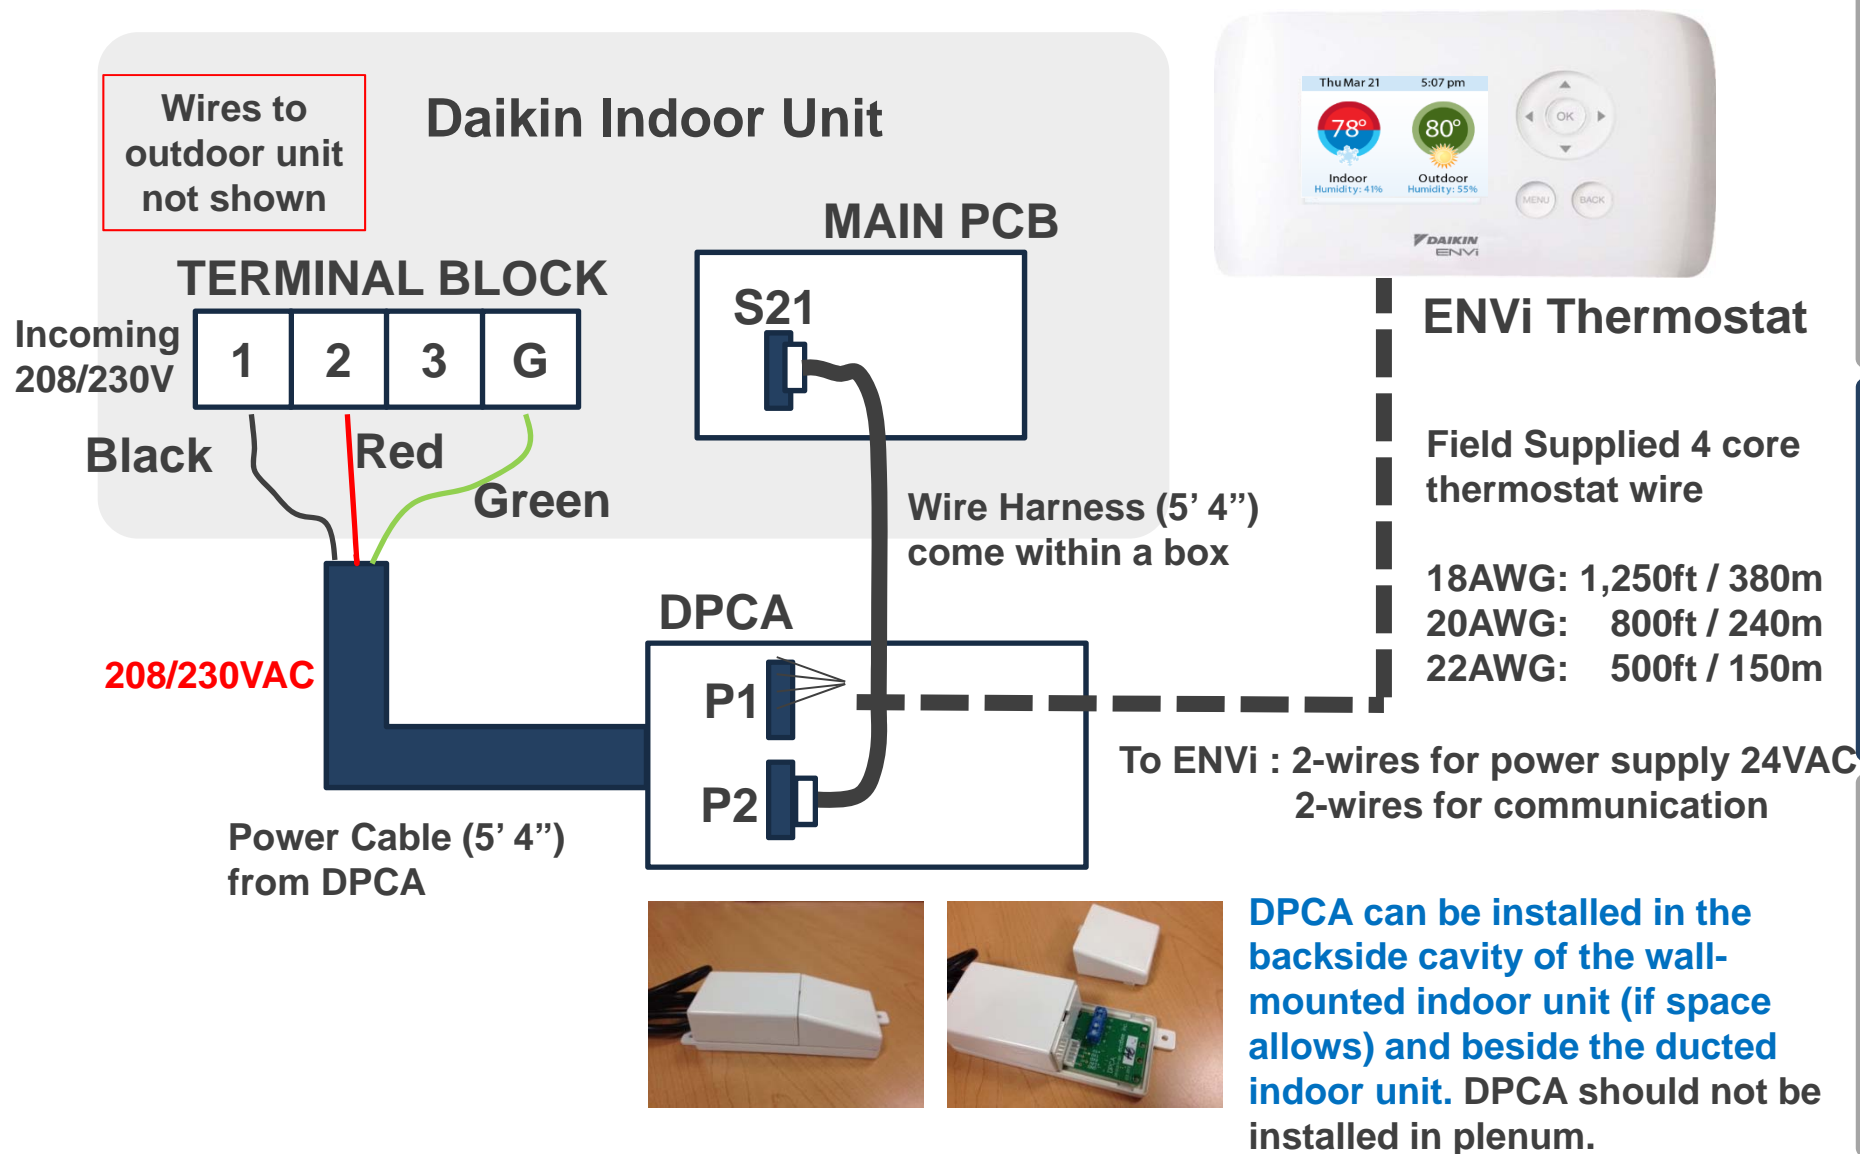 Wires to
outdoor unit
not shown
Daikin Indoor Unit
Thu Mar 21 5:07 pm
78° 80°
OK
Indoor Outdoor
Humidity: 41% Humidity: 55%
MENU BACK
DAIKIN
ENVi
MAIN PCB
TERMINAL BLOCK
S21
ENVi Thermostat
Incoming
208/230V
1 2 3 G
Black
Red
Green
Field Supplied 4 core
thermostat wire
Wire Harness (5’ 4”)
come within a box
18AWG: 1,250ft / 380m
20AWG: 800ft / 240m
22AWG: 500ft / 150m
DPCA
208/230VAC
P1
P2
To ENVi : 2-wires for power supply 24VAC
2-wires for communication
Power Cable (5’ 4”)
from DPCA
DPCA can be installed in the
backside cavity of the wall-
mounted indoor unit (if space
allows) and beside the ducted
indoor unit. DPCA should not be
installed in plenum.